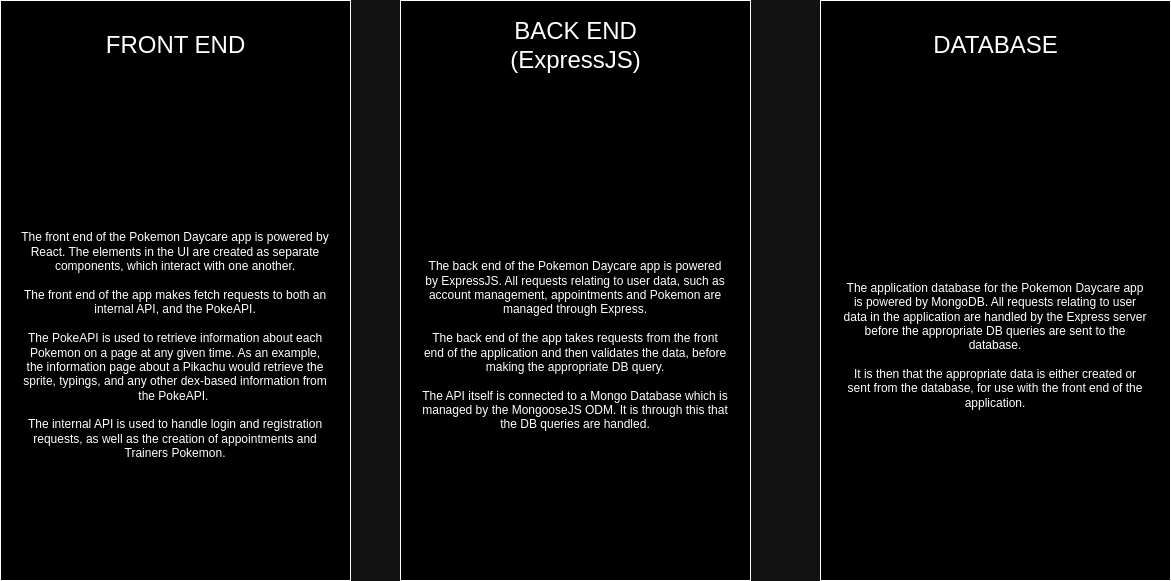 FRONT END
The front end of the Pokemon Daycare app is powered by
React. The elements in the UI are created as separate
components, which interact with one another.
The front end of the app makes fetch requests to both an
internal API, and the PokeAPI.
The PokeAPI is used to retrieve information about each
Pokemon on a page at any given time. As an example,
the information page about a Pikachu would retrieve the
sprite, typings, and any other dex-based information from
the PokeAPI.
The internal API is used to handle login and registration
requests, as well as the creation of appointments and
Trainers Pokemon.
BACK END
(ExpressJS)
The back end of the Pokemon Daycare app is powered
by ExpressJS. All requests relating to user data, such as
account management, appointments and Pokemon are
managed through Express.
The back end of the app takes requests from the front
end of the application and then validates the data, before
making the appropriate DB query.
The API itself is connected to a Mongo Database which is
managed by the MongooseJS ODM. It is through this that
the DB queries are handled.
DATABASE
The application database for the Pokemon Daycare app
is powered by MongoDB. All requests relating to user
data in the application are handled by the Express server
before the appropriate DB queries are sent to the
database.
It is then that the appropriate data is either created or
sent from the database, for use with the front end of the
application.